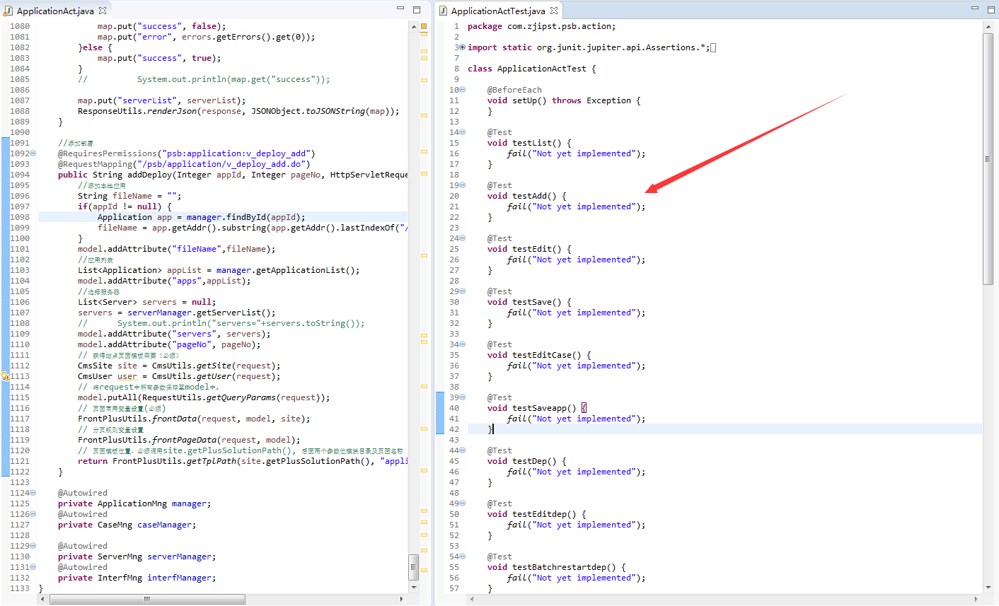 ApplicationAct.java
1080 map.put("success", false);
1081 map.put("error", errors.getErrors().get(0));
1082 }else {
1083 map.put("success", true);
1084 }
1085 // System.out.println(map.get("success"));
1086
1087 map.put("serverList", serverList);
1088 ResponseUtils.renderJson(response, JSONObject.toJSONString(map));
1089 }
1090
1091 //添加部署
1092 @RequiresPermissions("psb:application:v_deploy_add")
1093 @RequestMapping("/psb/application/v_deploy_add.do")
1094 public String addDeploy(Integer appId, Integer pageNo, HttpServletReque
1095 //添加本地应用
1096 String fileName = "";
1097 if(appId != null) {
1098 Application app = manager.findById(appId);
1099 fileName = app.getAddr().substring(app.getAddr().lastIndexOf("/
1100 }
1101 model.addAttribute("fileName",fileName);
1102 //应用列表
1103 List<Application> appList = manager.getApplicationList();
1104 model.addAttribute("apps",appList);
1105 //选择服务器
1106 List<Server> servers = null;
1107 servers = serverManager.getServerList();
1108 // System.out.println("servers="+servers.toString());
1109 model.addAttribute("servers", servers);
1110 model.addAttribute("pageNo", pageNo);
1111 // 获得站点页面模板需要（必须）
1112 CmsSite site = CmsUtils.getSite(request);
1113 CmsUser user = CmsUtils.getUser(request);
1114 // 将request中所有参数保存至model中.
1115 model.putAll(RequestUtils.getQueryParams(request));
1116 // 页面常用变量设置(必须)
1117 FrontPlusUtils.frontData(request, model, site);
1118 // 分页规则变量设置
1119 FrontPlusUtils.frontPageData(request, model);
1120 // 页面模板位置. 必须调用site.getPlusSolutionPath(), 后面两个参数位模块目录及页面名称
1121 return FrontPlusUtils.getTplPath(site.getPlusSolutionPath(), "appli
1122 }
1123
1124 @Autowired
1125 private ApplicationMng manager;
1126 @Autowired
1127 private CaseMng caseManager;
1128
1129 @Autowired
1130 private ServerMng serverManager;
1131 @Autowired
1132 private InterfMng interfManager;
1133 }
ApplicationActTest.java
1 package com.zjipst.psb.action;
2
3 import static org.junit.jupiter.api.Assertions.*;
7
8 class ApplicationActTest {
9
10 @BeforeEach
11 void setUp() throws Exception {
12 }
13
14 @Test
15 void testList() {
16 fail("Not yet implemented");
17 }
18
19 @Test
20 void testAdd() {
21 fail("Not yet implemented");
22 }
23
24 @Test
25 void testEdit() {
26 fail("Not yet implemented");
27 }
28
29 @Test
30 void testSave() {
31 fail("Not yet implemented");
32 }
33
34 @Test
35 void testEditCase() {
36 fail("Not yet implemented");
37 }
38
39 @Test
40 void testSaveapp() {
41 fail("Not yet implemented");
42 }
43
44 @Test
45 void testDep() {
46 fail("Not yet implemented");
47 }
48
49 @Test
50 void testEditdep() {
51 fail("Not yet implemented");
52 }
53
54 @Test
55 void testBatchrestartdep() {
56 fail("Not yet implemented");
57 }